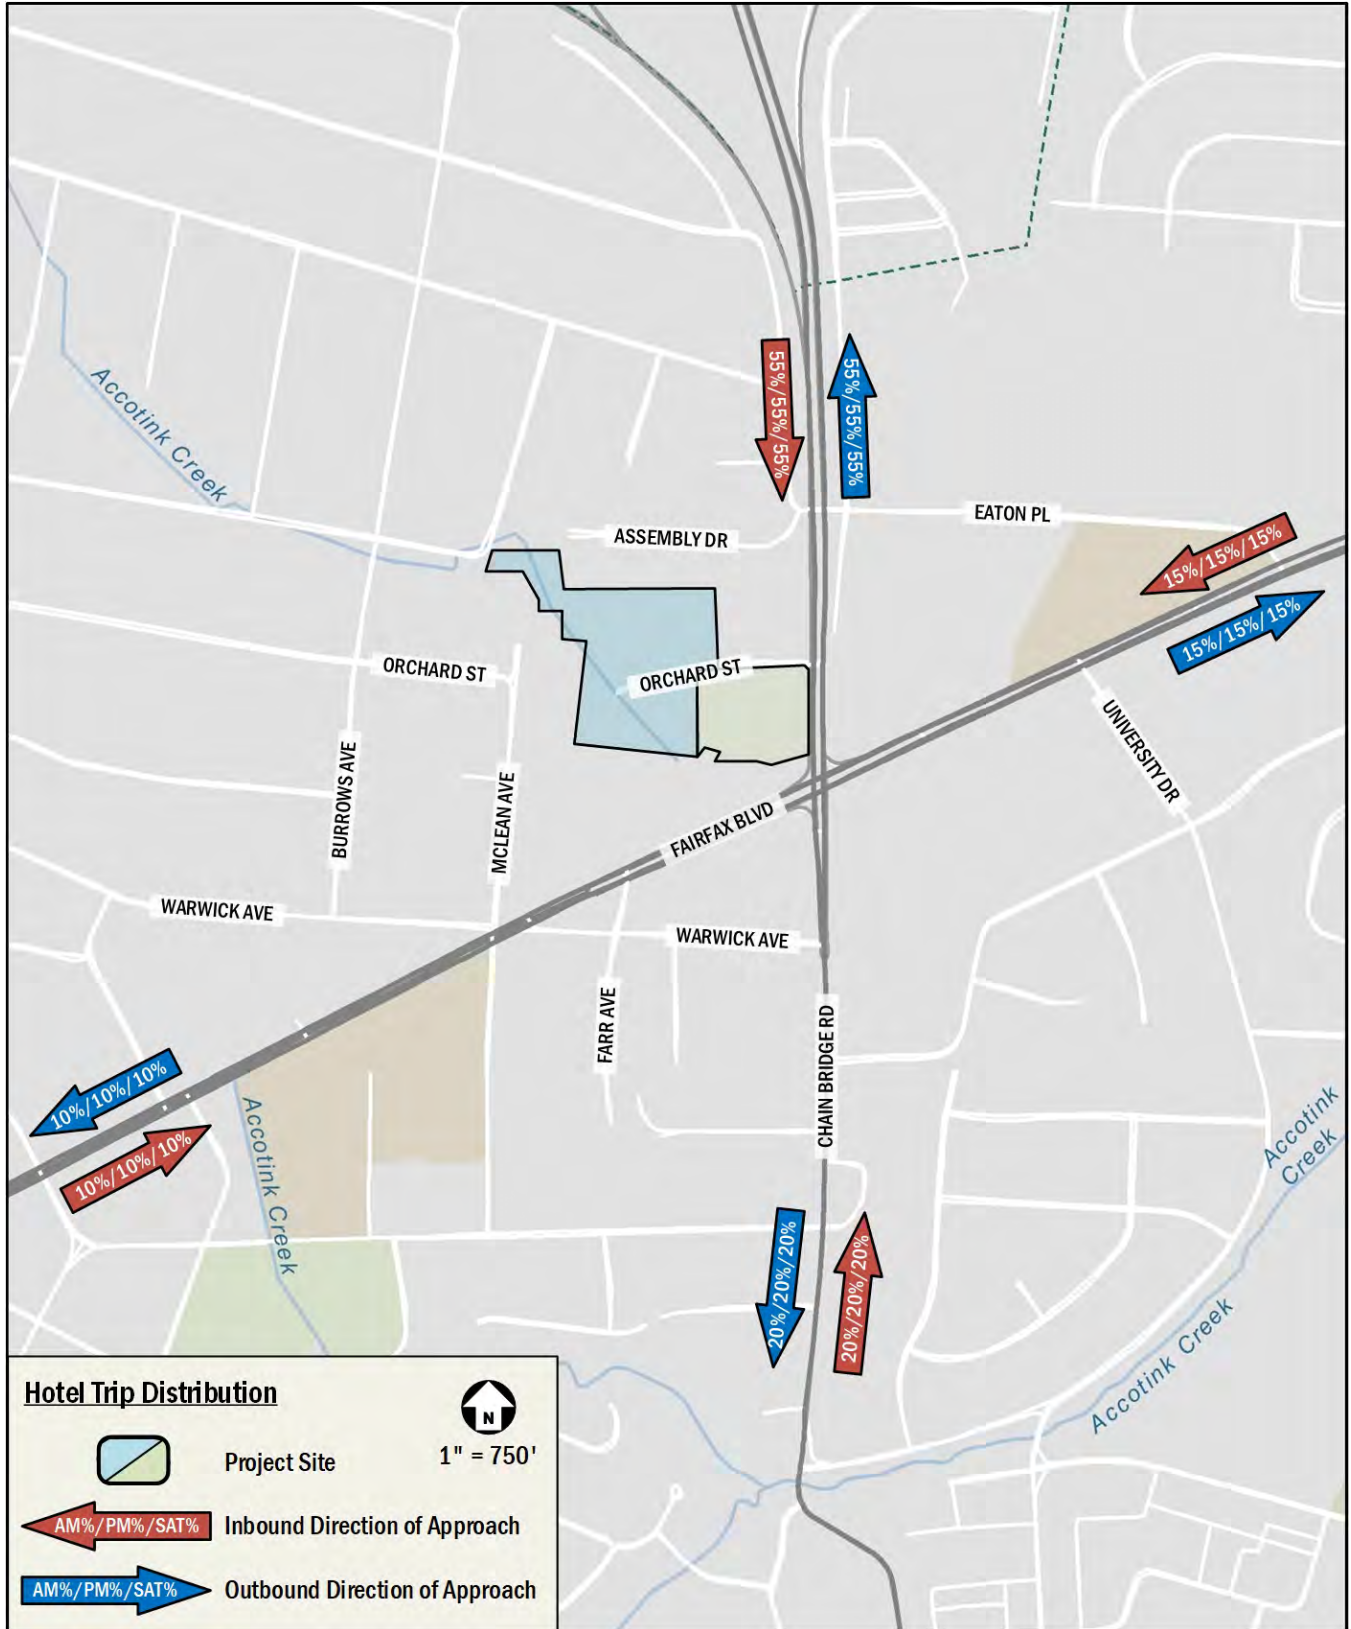 55%/55%/55%
55%/55%/55%
Accotink Creek
EATON PL
ASSEMBLY DR
15%/15%/15%
15%/15%/15%
ORCHARD ST
ORCHARD ST
UNIVERSITY DR
BURROWS AVE
MCLEAN AVE
FAIRFAX BLVD
WARWICK AVE
WARWICK AVE
FARR AVE
CHAIN BRIDGE RD
10%/10%/10%
10%/10%/10%
Accotink Creek
Accotink
Creek
20%/20%/20%
20%/20%/20%
Accotink Creek
Hotel Trip Distribution
N
1" = 750'
Project Site
AM%/PM%/SAT%
Inbound Direction of Approach
AM%/PM%/SAT%
Outbound Direction of Approach